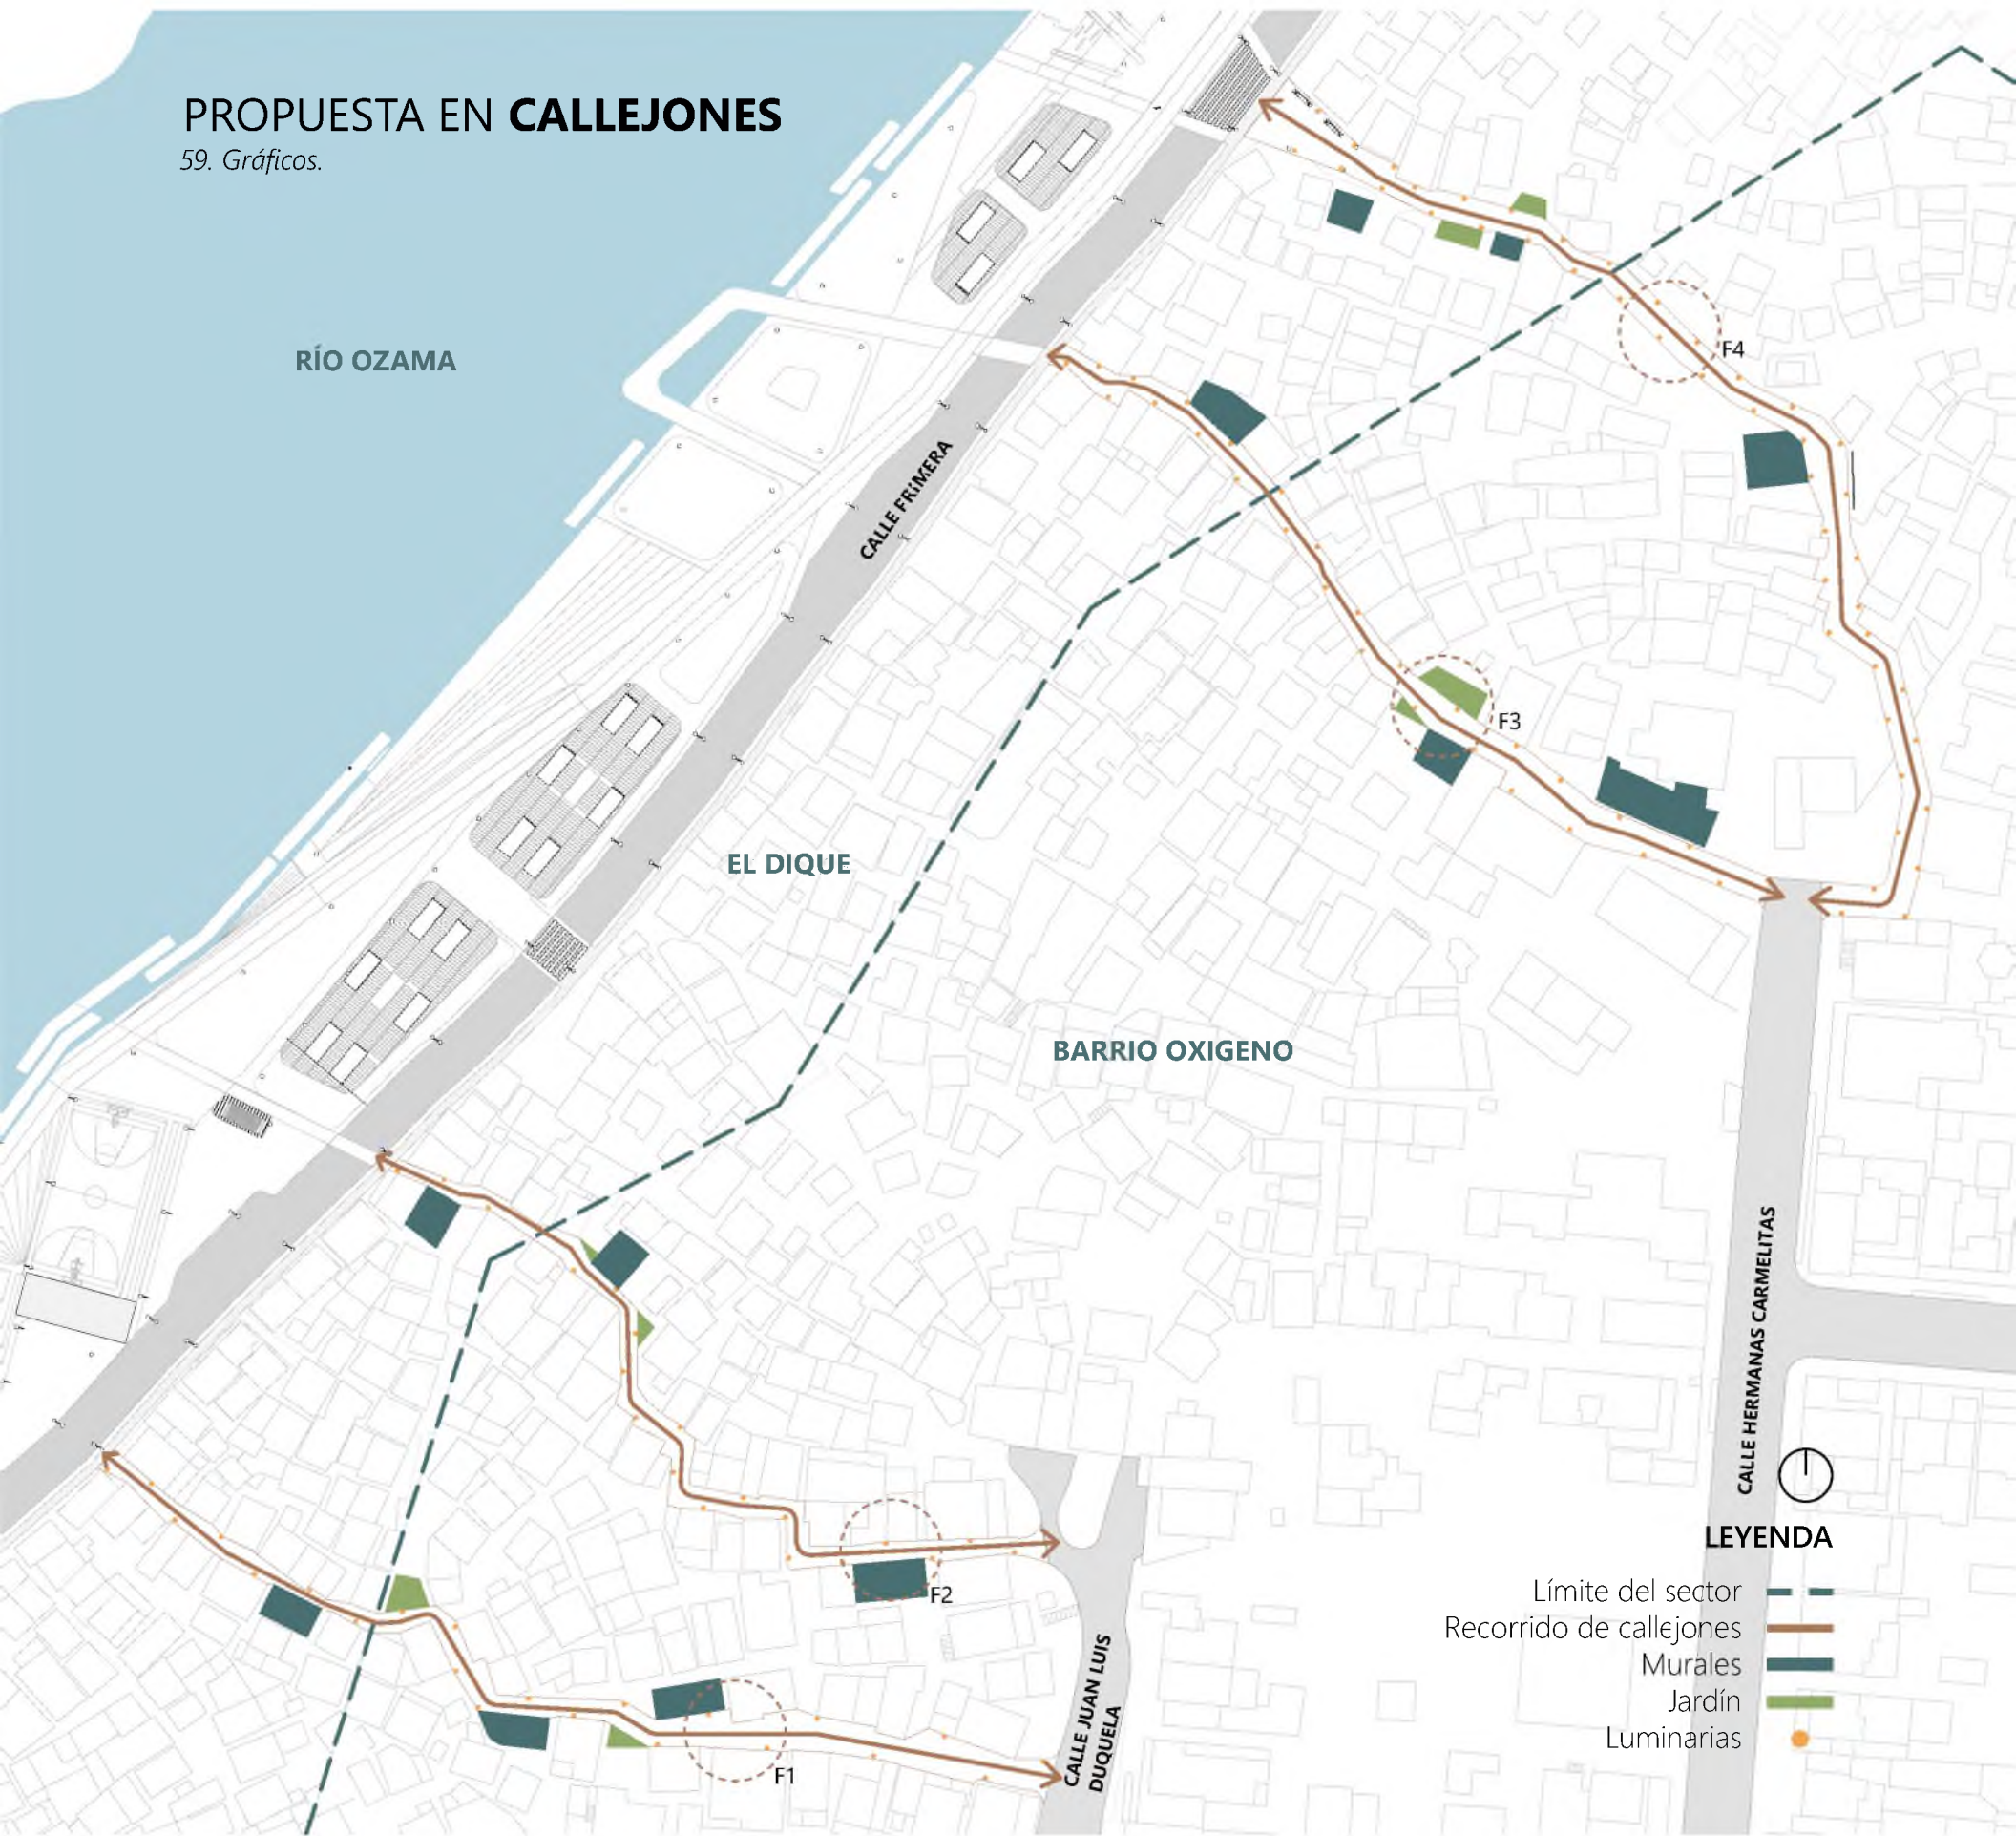 PROPUESTA EN CALLEJONES
59. Gráficos.
RÍO OZAMA
F4
CALLE FRIMERA
F3
EL DIQUE
BARRIO OXIGENO
CALLE HERMANAS CARMELITAS
F2
F1
CALLE JUAN LUIS
DUQUELA
LEYENDA
Límite del sector
Recorrido de callejones
Murales
Jardín
Luminarias